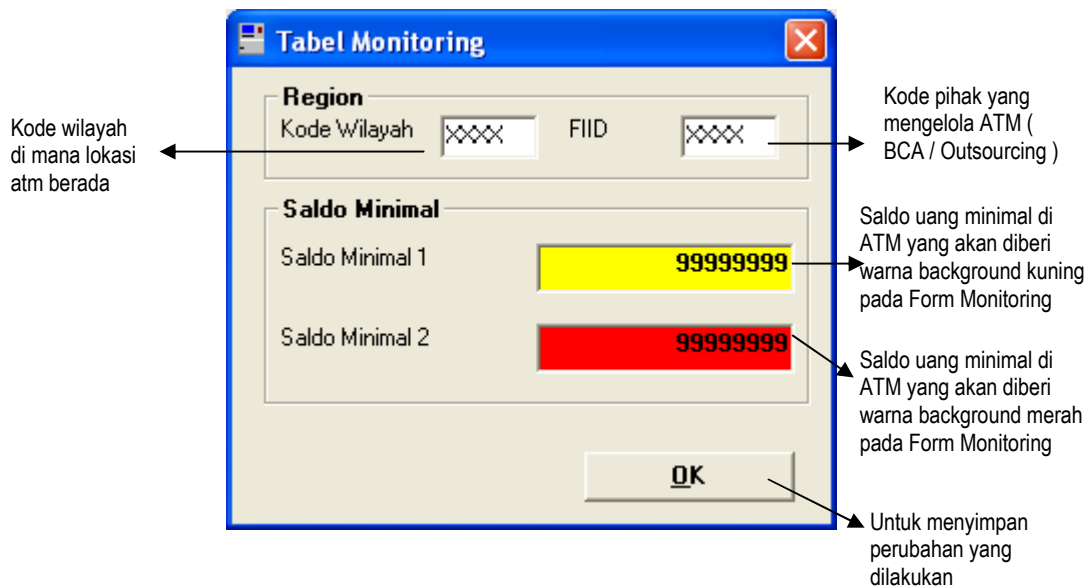 Tabel Monitoring
Region
Kode Wilayah XXXX FIID XXXX
Kode wilayah
di mana lokasi
atm berada
Kode pihak yang
mengelola ATM (
BCA / Outsourcing )
Saldo Minimal
Saldo Minimal 1 99999999
Saldo uang minimal di
ATM yang akan diberi
warna background kuning
pada Form Monitoring
Saldo Minimal 2 99999999
Saldo uang minimal di
ATM yang akan diberi
warna background merah
pada Form Monitoring
OK
Untuk menyimpan
perubahan yang
dilakukan